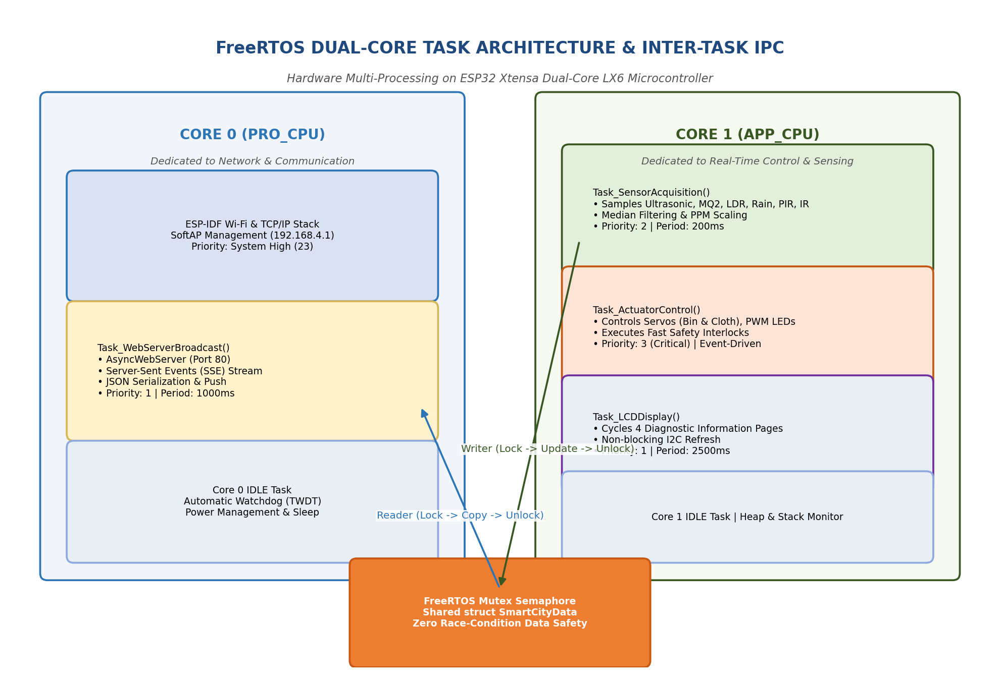 FreeRTOS DUAL-CORE TASK ARCHITECTURE & INTER-TASK IPC
Hardware Multi-Processing on ESP32 Xtensa Dual-Core LX6 Microcontroller
CORE 0 (PRO_CPU)
Dedicated to Network & Communication
ESP-IDF Wi-Fi & TCP/IP Stack
SoftAP Management (192.168.4.1)
Priority: System High (23)
Task_WebServerBroadcast()
• AsyncWebServer (Port 80)
• Server-Sent Events (SSE) Stream
• JSON Serialization & Push
• Priority: 1 | Period: 1000ms
Core 0 IDLE Task
Automatic Watchdog (TWDT)
Power Management & Sleep
CORE 1 (APP_CPU)
Dedicated to Real-Time Control & Sensing
Task_SensorAcquisition()
• Samples Ultrasonic, MQ2, LDR, Rain, PIR, IR
• Median Filtering & PPM Scaling
• Priority: 2 | Period: 200ms
Task_ActuatorControl()
• Controls Servos (Bin & Cloth), PWM LEDs
• Executes Fast Safety Interlocks
• Priority: 3 (Critical) | Event-Driven
Task_LCDDisplay()
• Cycles 4 Diagnostic Information Pages
• Non-blocking I2C Refresh
• Priority: 1 | Period: 2500ms
Core 1 IDLE Task | Heap & Stack Monitor
Writer (Lock -> Update -> Unlock)
Reader (Lock -> Copy -> Unlock)
FreeRTOS Mutex Semaphore
Shared struct SmartCityData
Zero Race-Condition Data Safety